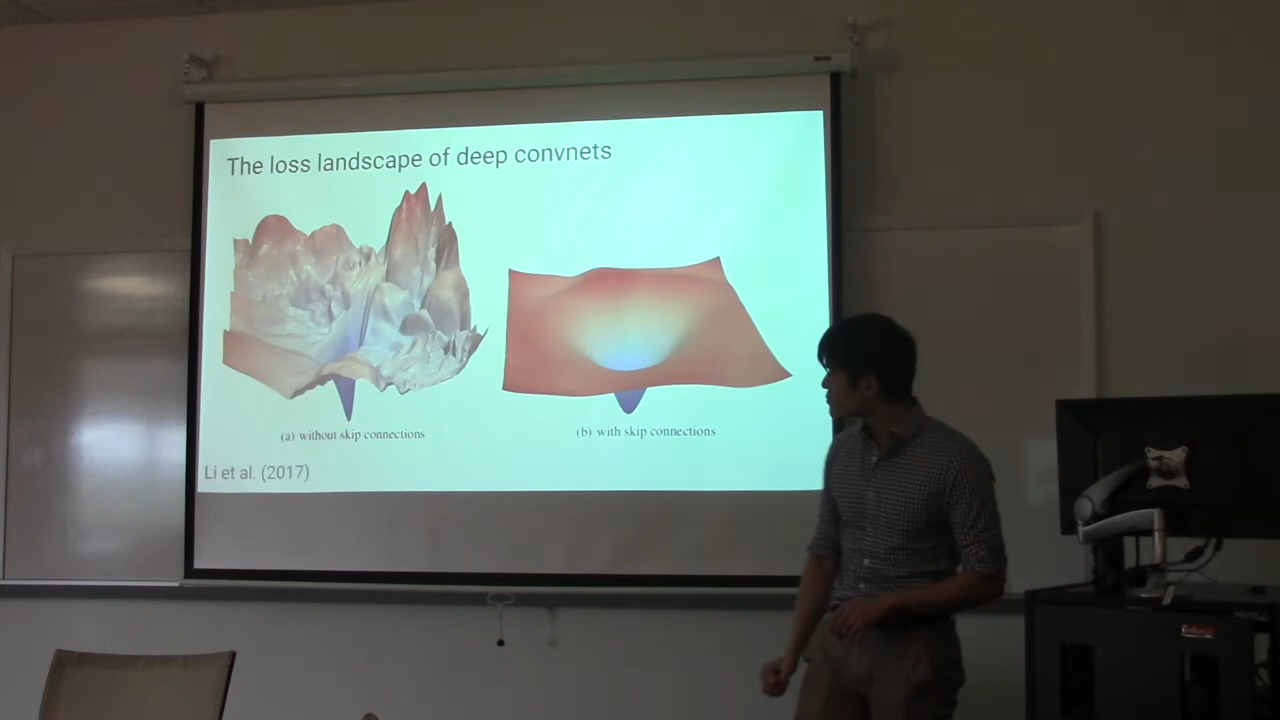 The loss landscape of deep convnets
(a) without skip connections
(b) with skip connections
Li et al. (2017)